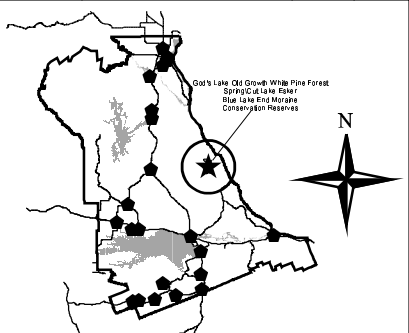 God's Lake Old Growth White Pine Forest
Spring\Cut Lake Esker
Blue Lake End Moraine
Conservation Reserves
N